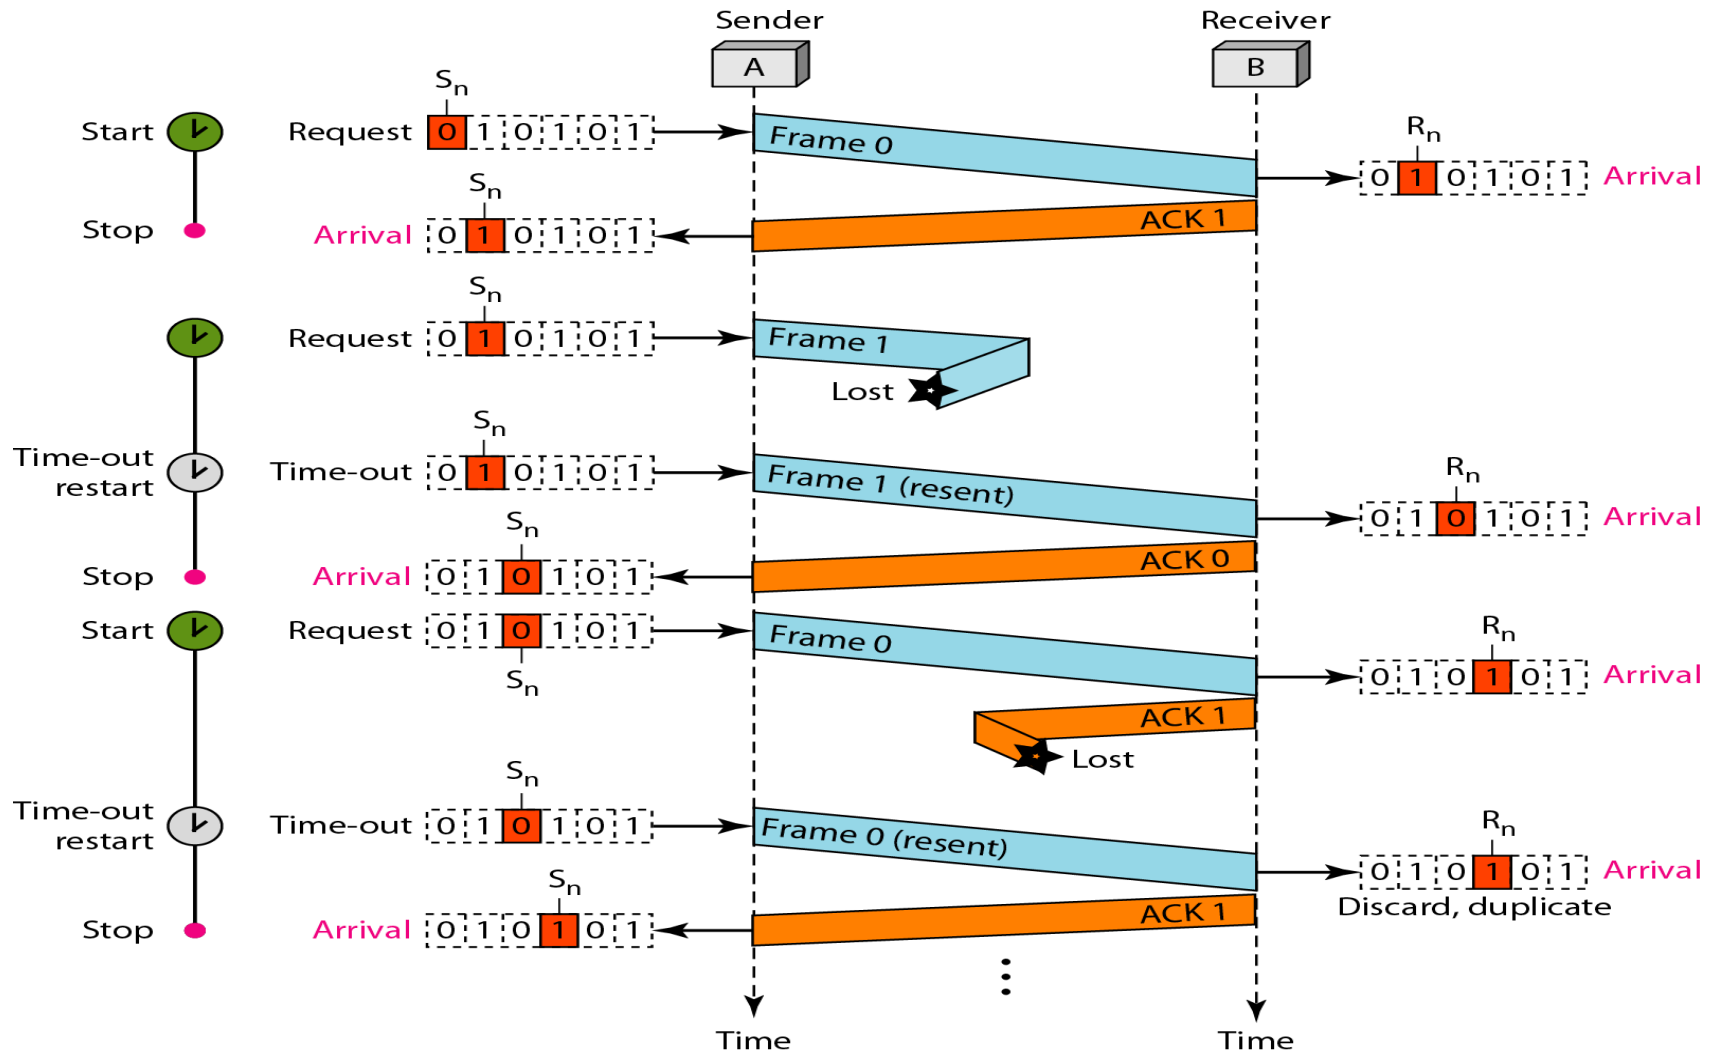 Sender Receiver
A B
Sn
Start Request 0 1 0 1 0 1 Frame 0
Rn
0 1 0 1 0 1 Arrival
Sn
Stop Arrival 0 1 0 1 0 1 ACK 1
Sn
Request 0 1 0 1 0 1 Frame 1
Lost
Sn
Time-out restart Time-out 0 1 0 1 0 1 Frame 1 (resent)
Rn
0 1 0 1 0 1 Arrival
Sn
Stop Arrival 0 1 0 1 0 1 ACK 0
Start Request 0 1 0 1 0 1 Frame 0
Sn
Rn
0 1 0 1 0 1 Arrival
ACK 1
Lost
Sn
Time-out restart Time-out 0 1 0 1 0 1 Frame 0 (resent)
Rn
0 1 0 1 0 1 Arrival
Discard, duplicate
Sn
Stop Arrival 0 1 0 1 0 1 ACK 1
Time Time